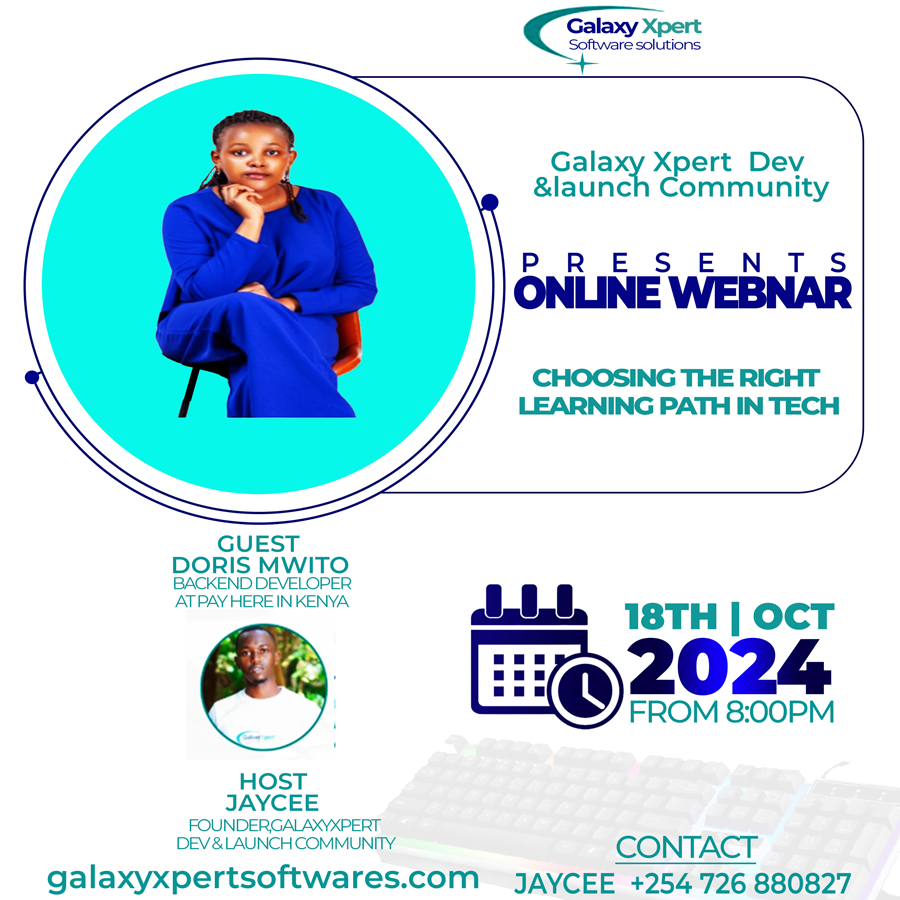 Galaxy Xpert
Software solutions
Galaxy Xpert Dev
&launch Community
PRESENTS
ONLINE WEBNAR
CHOOSING THE RIGHT
LEARNING PATH IN TECH
GUEST
DORIS MWITO
BACKEND DEVELOPER
AT PAY HERE IN KENYA
18TH | OCT
2024
FROM 8:00PM
Galaxy Xpert
HOST
JAYCEE
FOUNDER,GALAXYXPERT
DEV & LAUNCH COMMUNITY
galaxyxpertsoftwares.com
CONTACT
JAYCEE +254 726 880827